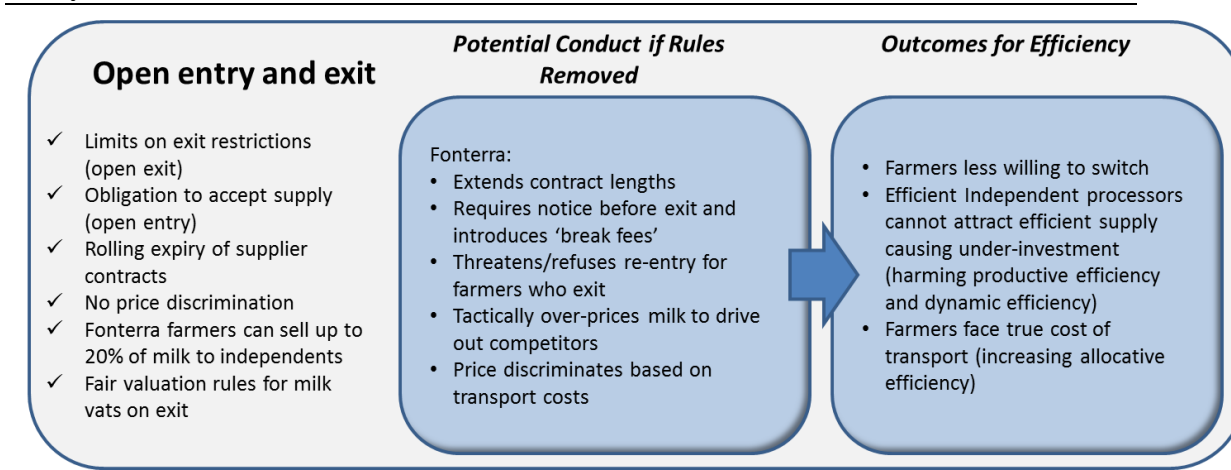 Open entry and exit
✓ Limits on exit restrictions
(open exit)
✓ Obligation to accept supply
(open entry)
✓ Rolling expiry of supplier
contracts
✓ No price discrimination
✓ Fonterra farmers can sell up to
20% of milk to independents
✓ Fair valuation rules for milk
vats on exit
Potential Conduct if Rules
Removed
Fonterra:
• Extends contract lengths
• Requires notice before exit and
introduces ‘break fees’
• Threatens/refuses re-entry for
farmers who exit
• Tactically over-prices milk to drive
out competitors
• Price discriminates based on
transport costs
Outcomes for Efficiency
• Farmers less willing to switch
• Efficient Independent processors
cannot attract efficient supply
causing under-investment
(harming productive efficiency
and dynamic efficiency)
• Farmers face true cost of
transport (increasing allocative
efficiency)